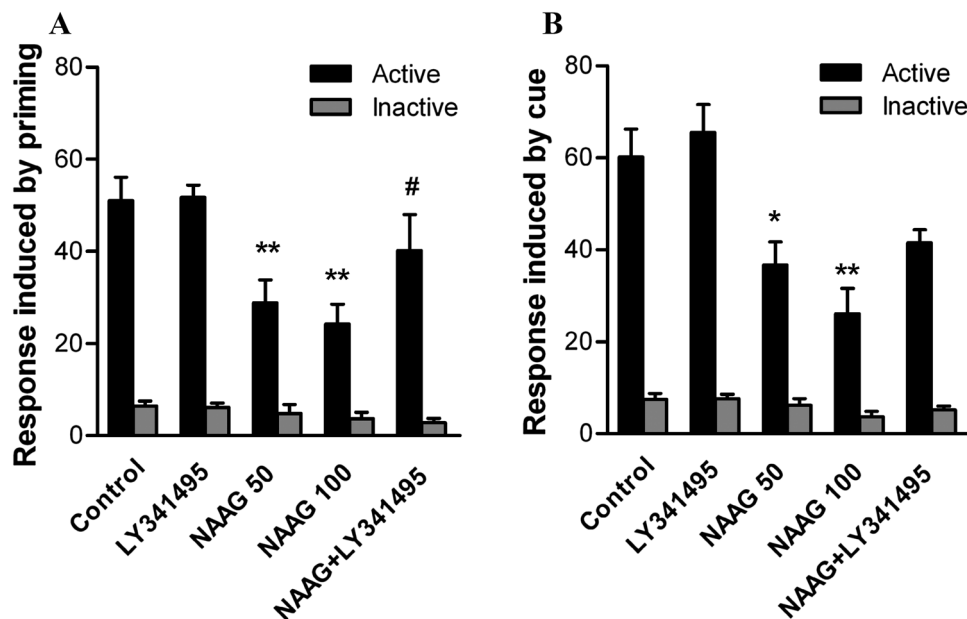 A
Response induced by priming
80
60
40
20
0
Active
Inactive
**
**
#
Control
LY341495
NAAG 50
NAAG 100
NAAG+LY341495
B
Response induced by cue
80
60
40
20
0
Active
Inactive
*
**
Control
LY341495
NAAG 50
NAAG 100
NAAG+LY341495